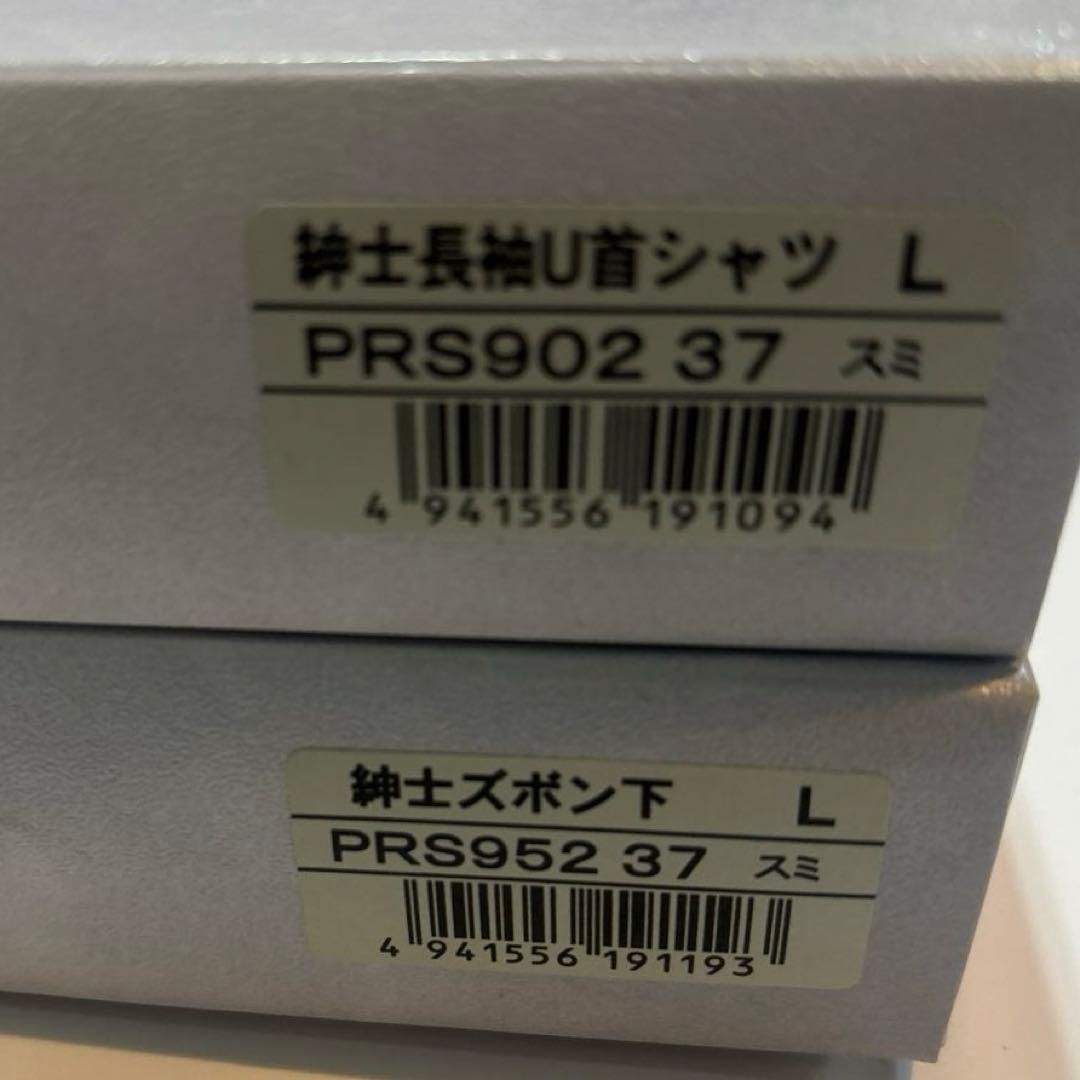 紳士長袖U首シャツ L
PRS902 37 スミ
4 941556 191094
紳士ズボン下 L
PRS952 37 スミ
4 941556 191193